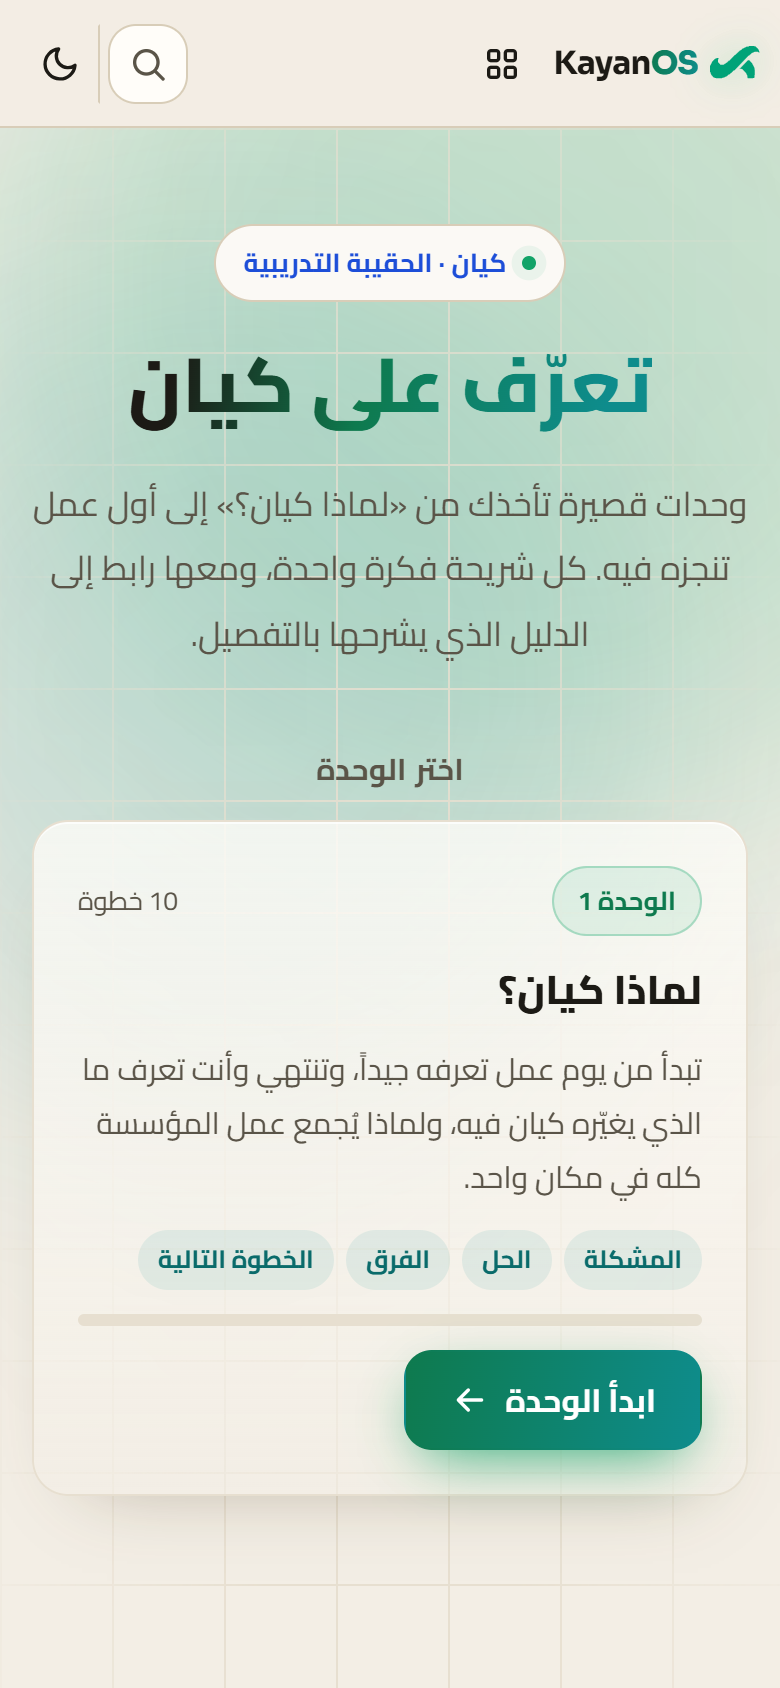 KayanOS
كيان · الحقيبة التدريبية
تعرّف على كيان
وحدات قصيرة تأخذك من «لماذا كيان؟» إلى أول عمل
تنجزه فيه. كل شريحة فكرة واحدة، ومعها رابط إلى
الدليل الذي يشرحها بالتفصيل.
اختر الوحدة
الوحدة 1
10 خطوة
لماذا كيان؟
تبدأ من يوم عمل تعرفه جيداً، وتنتهي وأنت تعرف ما
الذي يغيّره كيان فيه، ولماذا يُجمع عمل المؤسسة
كله في مكان واحد.
المشكلة الحل الفرق الخطوة التالية
ابدأ الوحدة ←